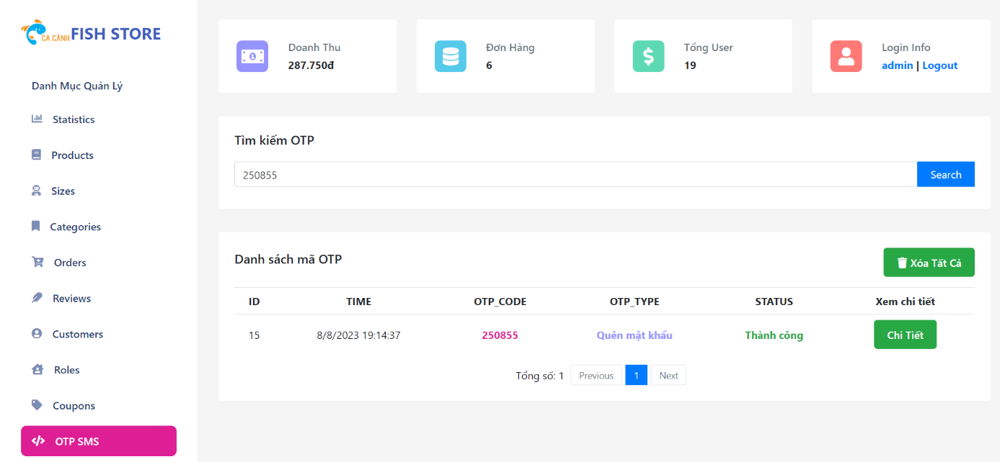 CA CẢNH FISH STORE
Danh Mục Quản Lý
Statistics
Products
Sizes
Categories
Orders
Reviews
Customers
Roles
Coupons
OTP SMS
Doanh Thu
287.750đ
Đơn Hàng
6
Tổng User
19
Login Info
admin | Logout
Tìm kiếm OTP
250855 Search
Danh sách mã OTP
Xóa Tất Cả
ID TIME OTP_CODE OTP_TYPE STATUS Xem chi tiết
15 8/8/2023 19:14:37 250855 Quên mật khẩu Thành công Chi Tiết
Tổng số: 1 Previous 1 Next